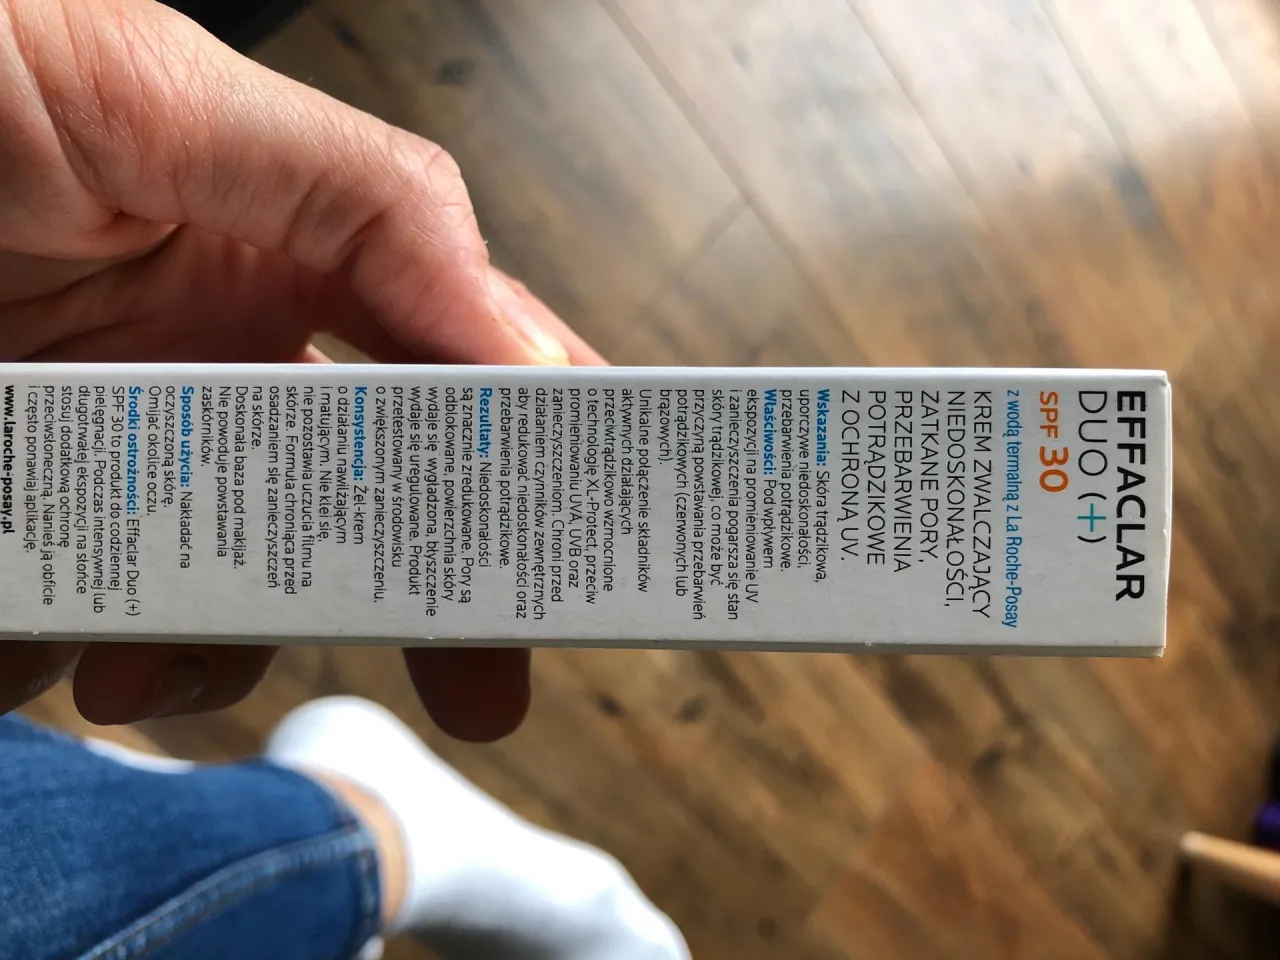 EFFACLAR
DUO (+)
SPF 30
z wodą termalną z La Roche-Posay
KREM ZWALCZAJĄCY
NIEDOSKONAŁOŚCI,
ZATKANE PORY,
PRZEBARWIENIA
POTRĄDZIKOWE
Z OCHRONĄ UV.
Wskazania: Skóra trądzikowa,
uporczywe niedoskonałości,
przebarwienia potrądzikowe.
Właściwości: Pod wpływem
ekspozycji na promieniowanie UV
i zanieczyszczenia pogarsza się stan
skóry trądzikowej, co może być
przyczyną powstawania przebarwień
potrądzikowych (czerwonych lub
brązowych).
Unikalne połączenie składników
aktywnych działających
przeciwtrądzikowo wzmocnione
o technologię XL-Protect, przeciw
promieniowaniu UVA, UVB oraz
zanieczyszczeniom. Chroni przed
działaniem czynników zewnętrznych
aby redukować niedoskonałości oraz
przebarwienia potrądzikowe.
Rezultaty: Niedoskonałości
są znacznie zredukowane. Pory są
odblokowane, powierzchnia skóry
wydaje się wygładzona, błyszczenie
wydaje się uregulowane. Produkt
przetestowany w środowisku
o zwiększonym zanieczyszczeniu.
Konsystencja: Żel-krem
o działaniu nawilżającym
i matującym. Nie klei się,
nie pozostawia uczucia filmu na
skórze. Formuła chroniąca przed
osadzaniem się zanieczyszczeń
na skórze.
Doskonała baza pod makijaż.
Nie powoduje powstawania
zaskórników.
Sposób użycia: Nakładać na
oczyszczoną skórę.
Omijać okolice oczu.
Środki ostrożności: Effaclar Duo (+)
SPF 30 to produkt do codziennej
pielęgnacji. Podczas intensywnej lub
długotrwałej ekspozycji na słońce
stosuj dodatkową ochronę
przeciwsłoneczną. Nanieś ją obficie
i często ponawiaj aplikację.
www.laroche-posay.pl